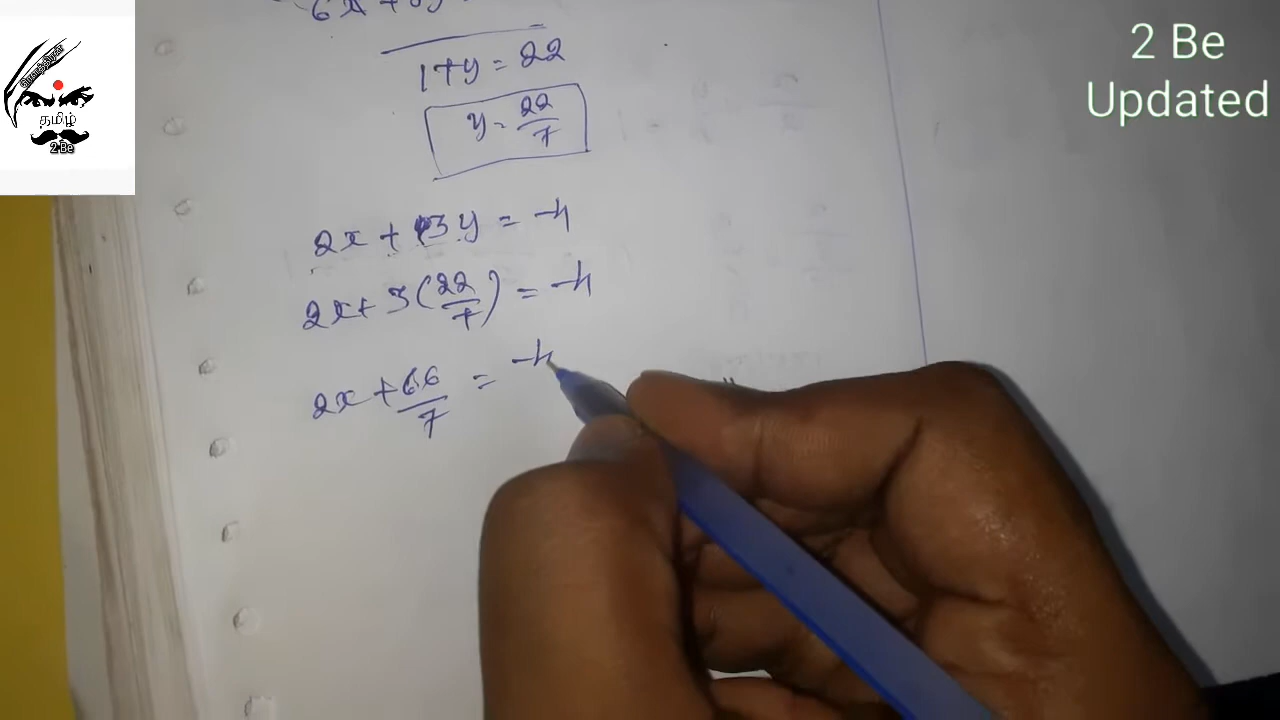 2 Be
Updated
தமிழ்
2 Be
17y = 22
y = 22/7
2x + 3y = -4
2x + 3(22/7) = -4
2x + 66/7 = -4